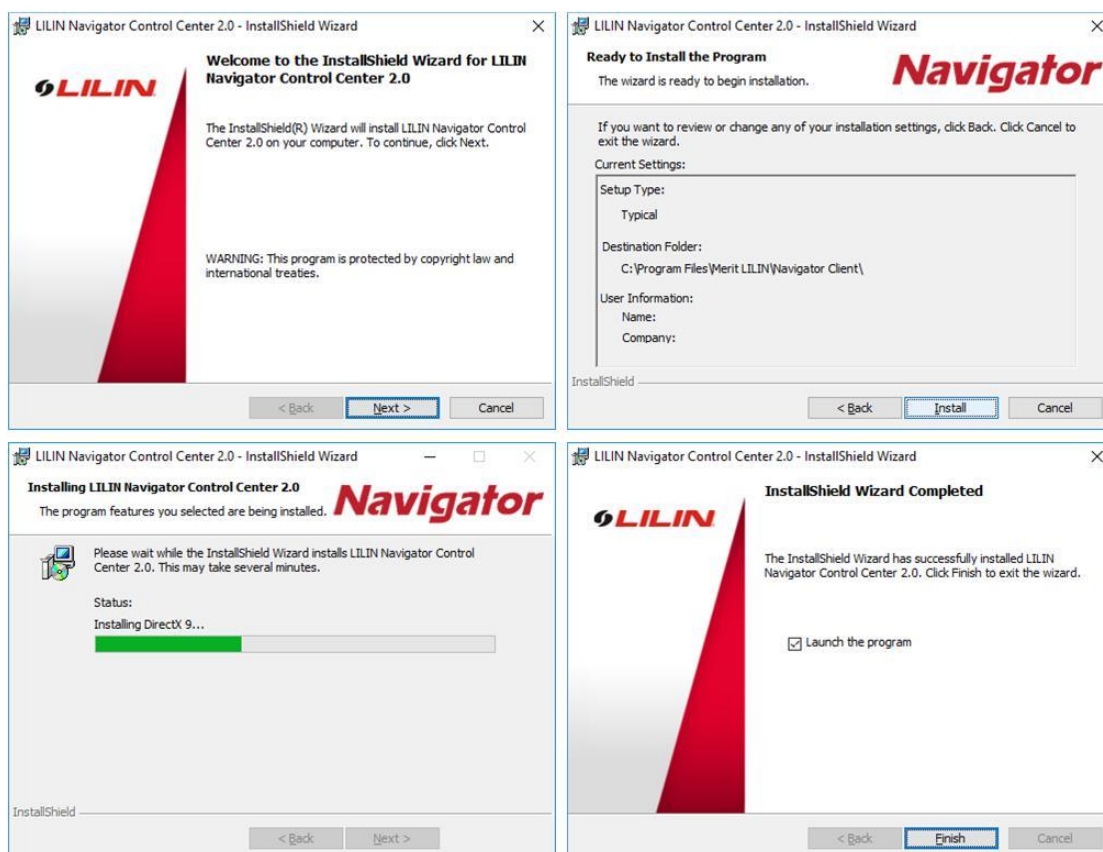 LILIN Navigator Control Center 2.0 - InstallShield Wizard
Welcome to the InstallShield Wizard for LILIN
Navigator Control Center 2.0
LILIN
The InstallShield(R) Wizard will install LILIN Navigator Control
Center 2.0 on your computer. To continue, click Next.
WARNING: This program is protected by copyright law and
international treaties.
< Back
Next >
Cancel
LILIN Navigator Control Center 2.0 - InstallShield Wizard
Ready to Install the Program
The wizard is ready to begin installation.
Navigator
If you want to review or change any of your installation settings, click Back. Click Cancel to
exit the wizard.
Current Settings:
Setup Type:
Typical
Destination Folder:
C:\Program Files\Merit LILIN\Navigator Client\
User Information:
Name:
Company:
InstallShield
< Back
Install
Cancel
LILIN Navigator Control Center 2.0 - InstallShield Wizard
Installing LILIN Navigator Control Center 2.0
The program features you selected are being installed.
Navigator
Please wait while the InstallShield Wizard installs LILIN Navigator Control
Center 2.0. This may take several minutes.
Status:
Installing DirectX 9...
InstallShield
< Back
Next >
LILIN Navigator Control Center 2.0 - InstallShield Wizard
InstallShield Wizard Completed
LILIN
The InstallShield Wizard has successfully installed LILIN
Navigator Control Center 2.0. Click Finish to exit the wizard.
Launch the program
< Back
Finish
Cancel